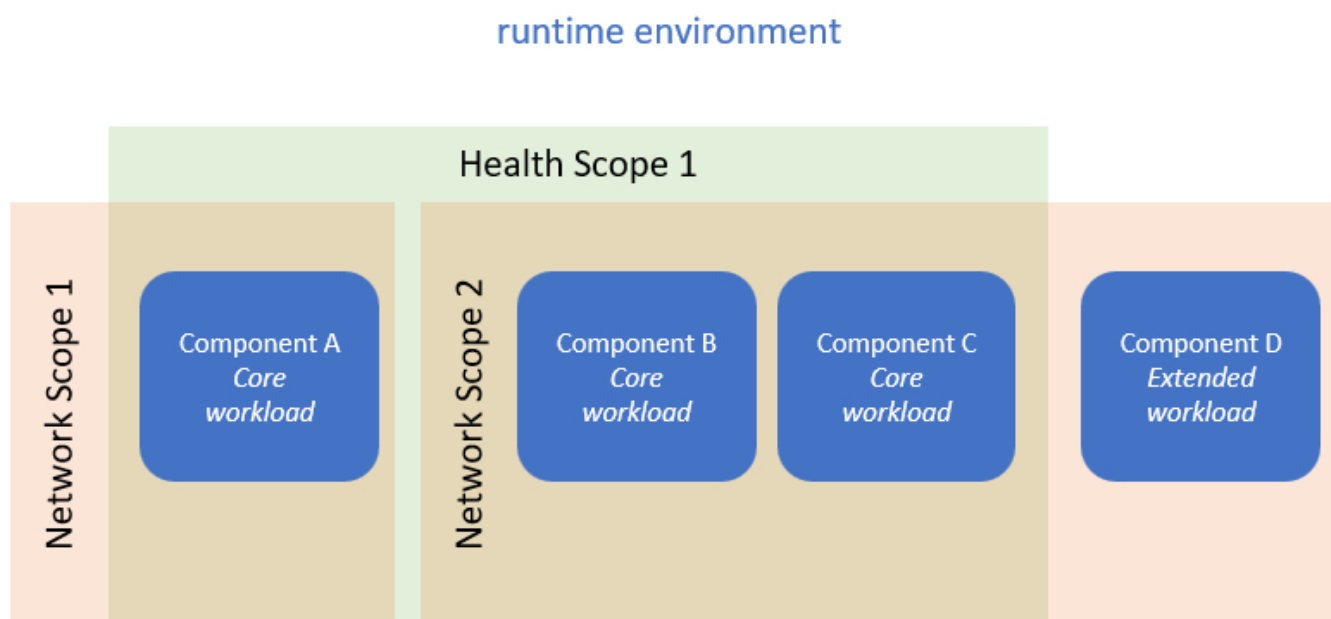 runtime environment
Health Scope 1
Network Scope 1
Component A
Core
workload
Network Scope 2
Component B
Core
workload
Component C
Core
workload
Component D
Extended
workload